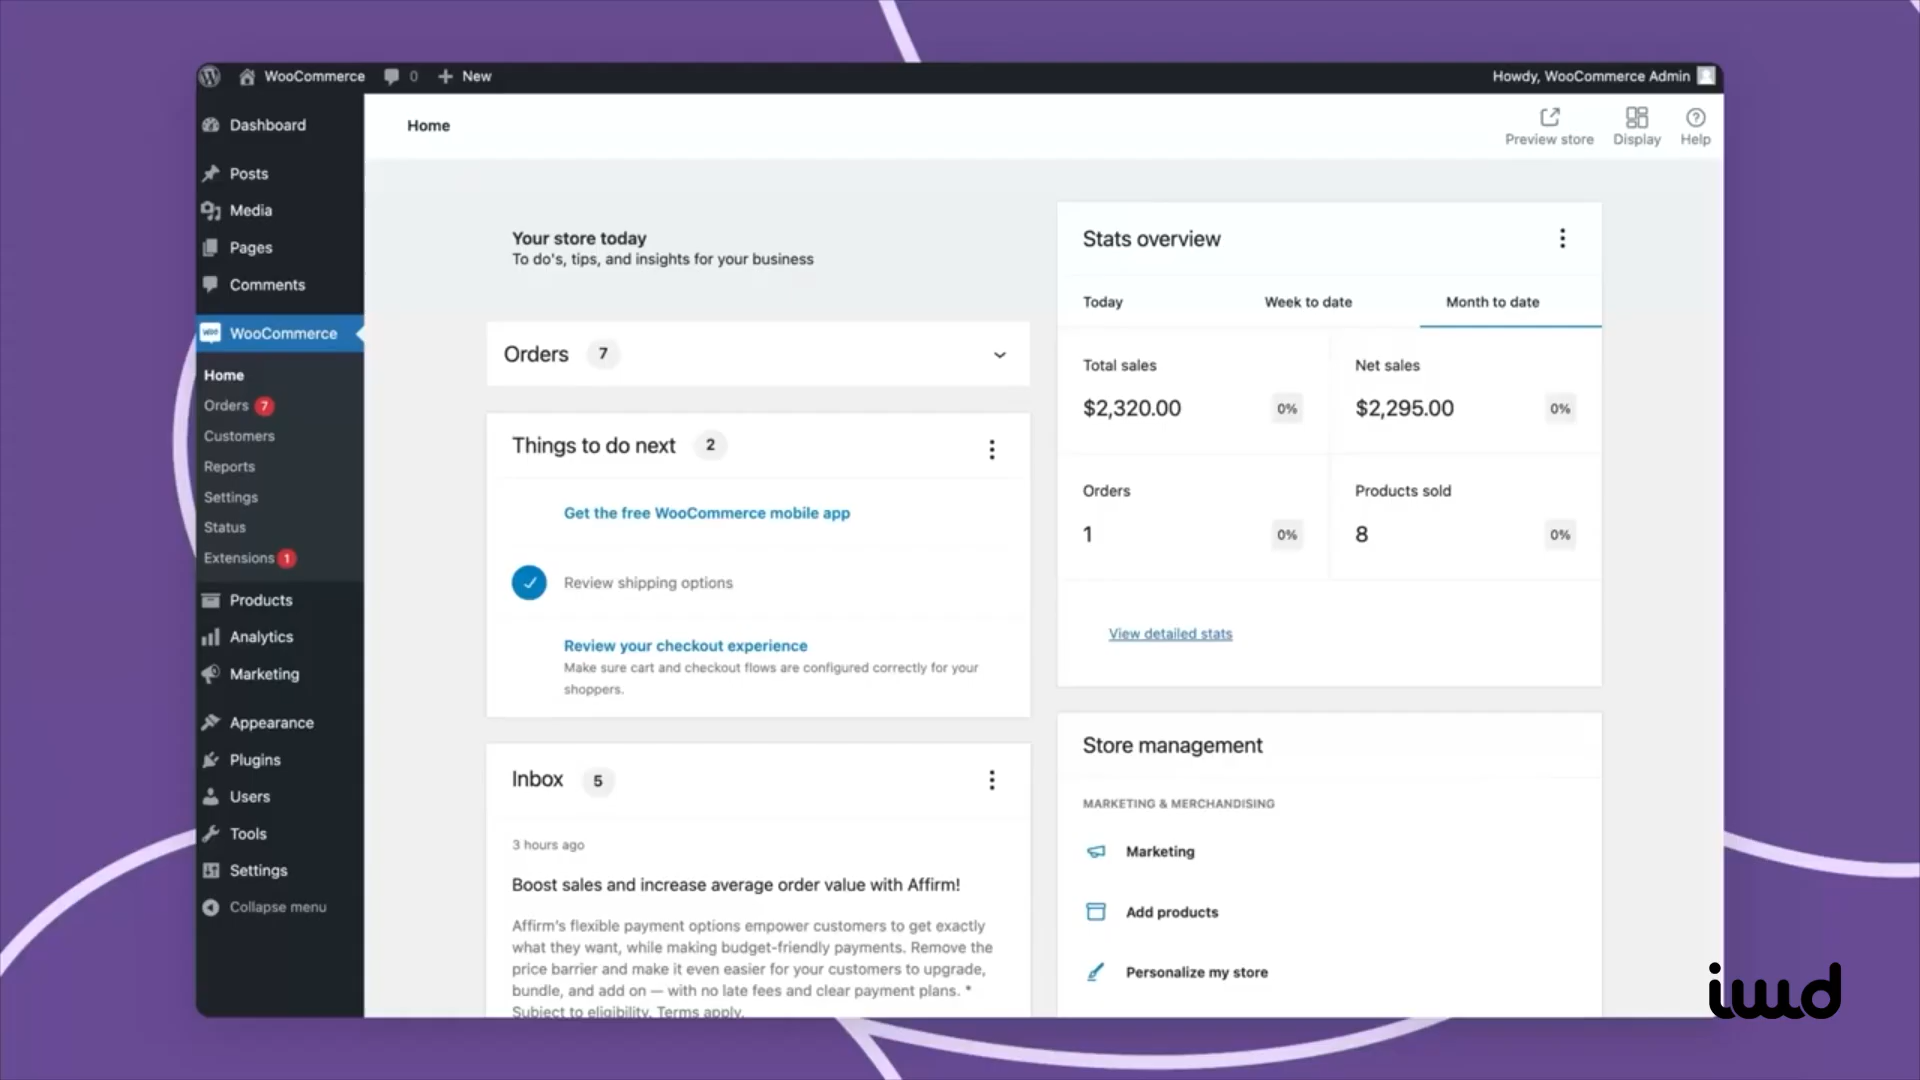 WooCommerce 0 New Howdy, WooCommerce Admin
Dashboard
Posts
Media
Pages
Comments
WooCommerce
Home
Orders 7
Customers
Reports
Settings
Status
Extensions 1
Products
Analytics
Marketing
Appearance
Plugins
Users
Tools
Settings
Collapse menu
Home
Preview store
Display
Help
Your store today
To do's, tips, and insights for your business
Orders 7
Things to do next 2
Get the free WooCommerce mobile app
Review shipping options
Review your checkout experience
Make sure cart and checkout flows are configured correctly for your
shoppers.
Inbox 5
3 hours ago
Boost sales and increase average order value with Affirm!
Affirm's flexible payment options empower customers to get exactly
what they want, while making budget-friendly payments. Remove the
price barrier and make it even easier for your customers to upgrade,
bundle, and add on — with no late fees and clear payment plans. *
Subject to eligibility. Terms apply.
Stats overview
Today Week to date Month to date
Total sales
$2,320.00 0%
Net sales
$2,295.00 0%
Orders
1 0%
Products sold
8 0%
View detailed stats
Store management
MARKETING & MERCHANDISING
Marketing
Add products
Personalize my store
iwd